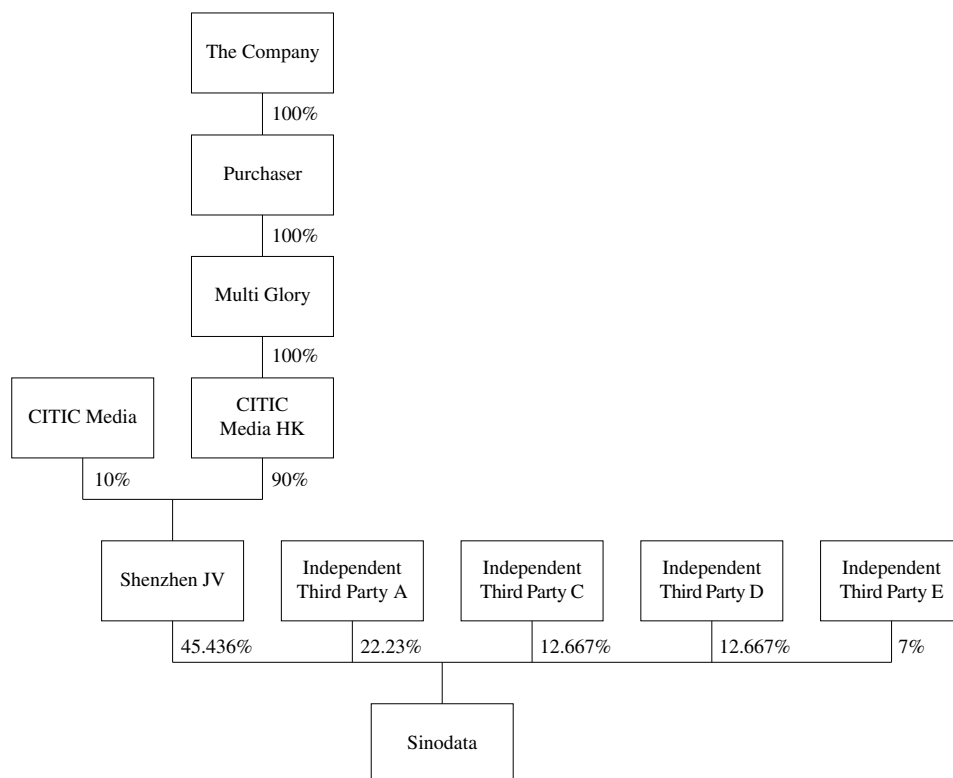 The Company
100%
Purchaser
100%
Multi Glory
100%
CITIC Media
CITIC
Media HK
10%
90%
Shenzhen JV
Independent
Third Party A
Independent
Third Party C
Independent
Third Party D
Independent
Third Party E
45.436%
22.23%
12.667%
12.667%
7%
Sinodata